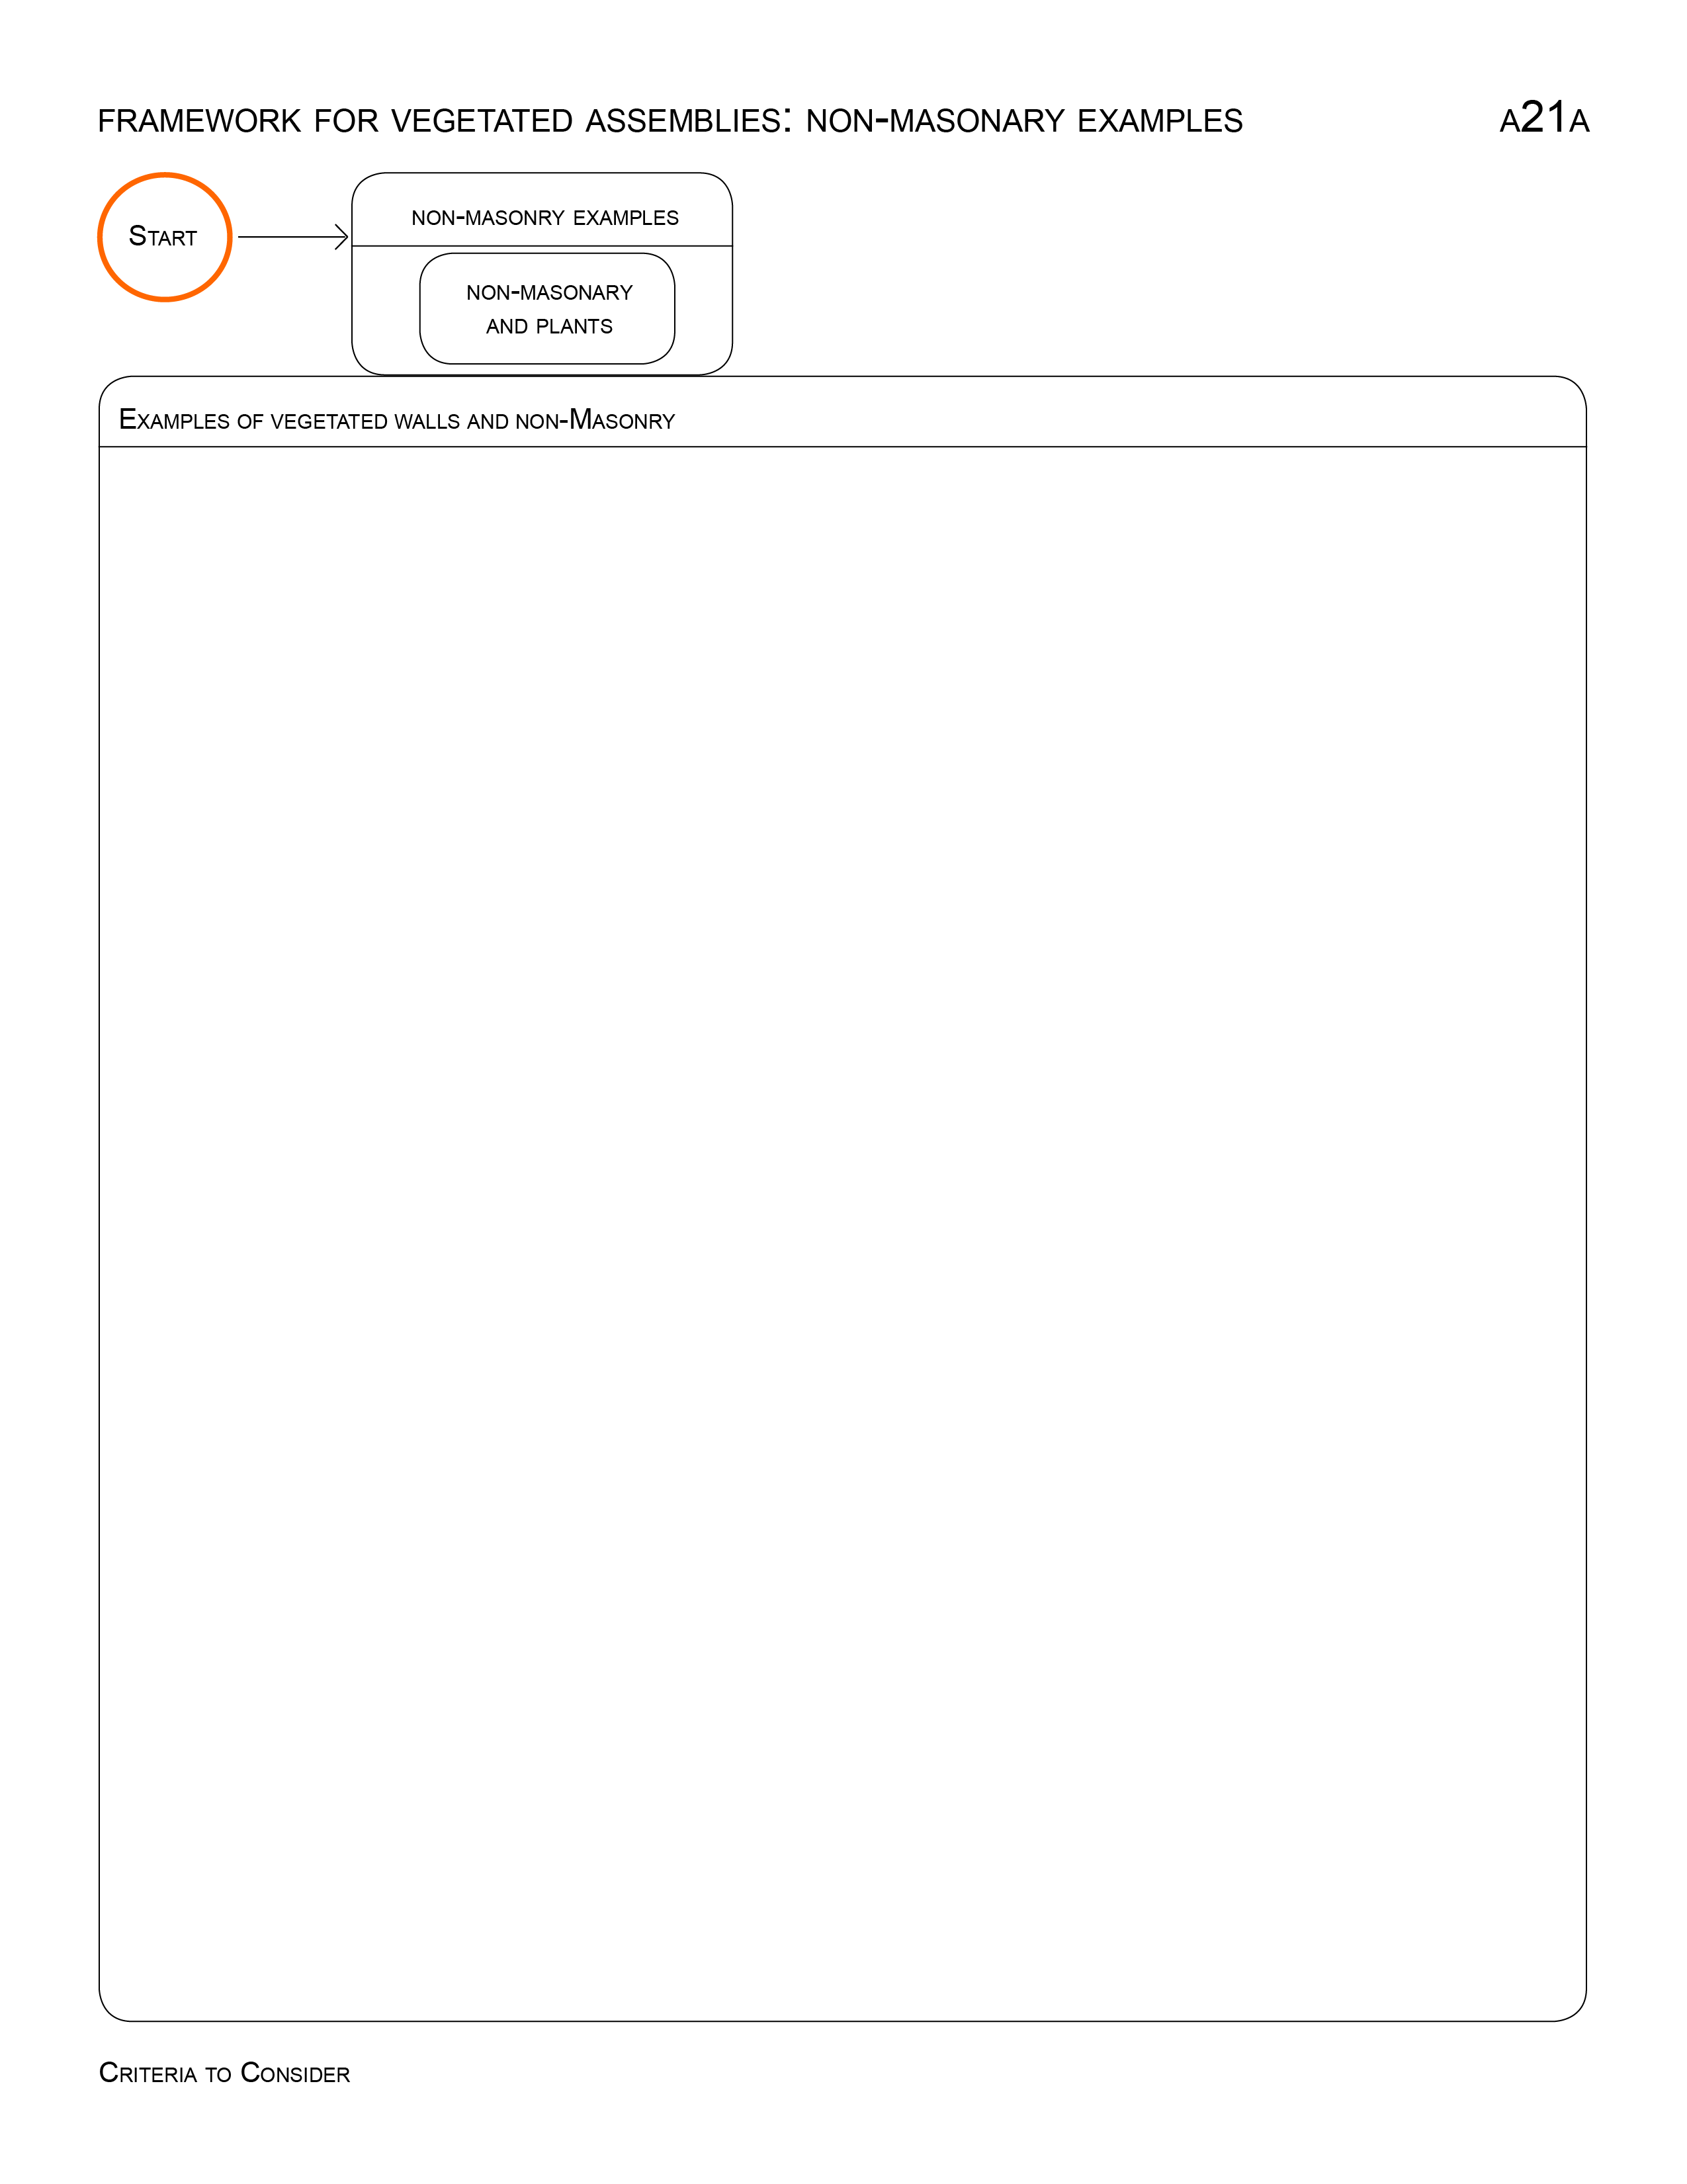 FRAMEWORK FOR VEGETATED ASSEMBLIES: NON-MASONARY EXAMPLES A21A
START
NON-MASONRY EXAMPLES
NON-MASONARY
AND PLANTS
EXAMPLES OF VEGETATED WALLS AND NON-MASONRY
CRITERIA TO CONSIDER